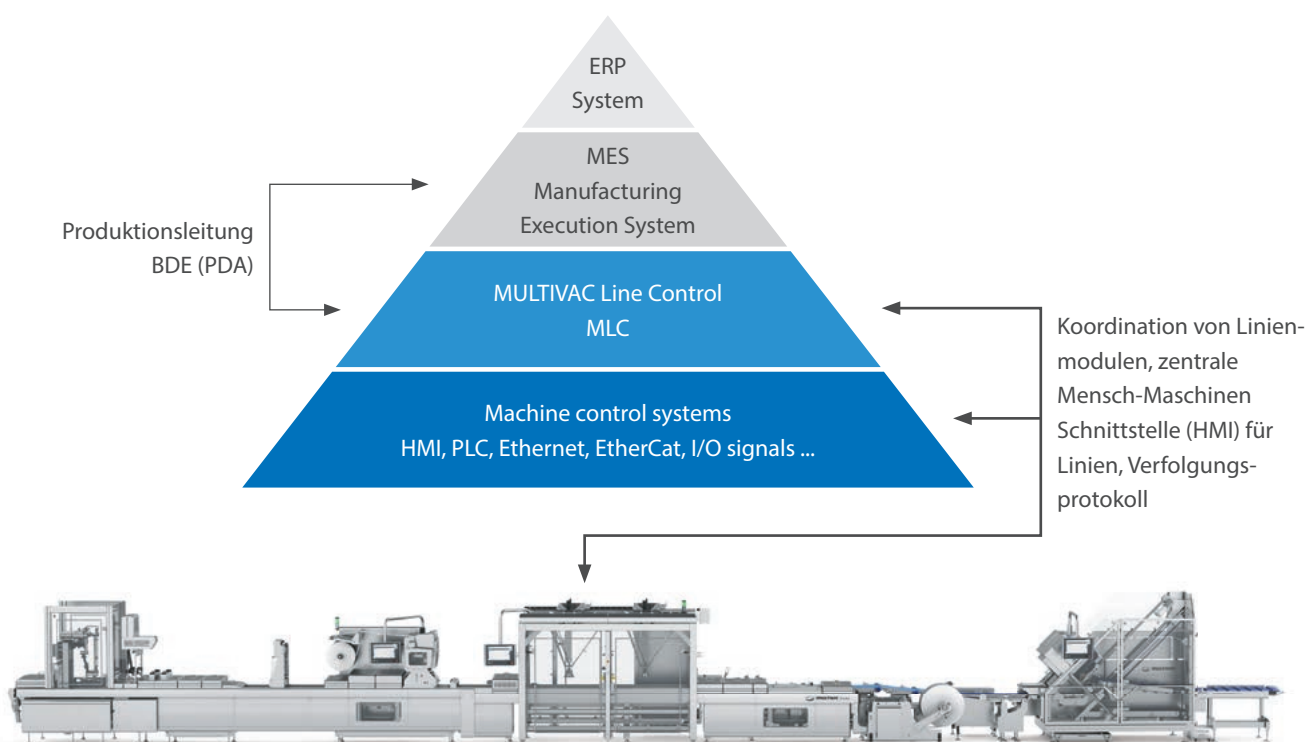 ERP
System
MES
Manufacturing
Execution System
Produktionsleitung
BDE (PDA)
MULTIVAC Line Control
MLC
Koordination von Linien-
modulen, zentrale
Mensch-Maschinen
Schnittstelle (HMI) für
Linien, Verfolgungs-
protokoll
Machine control systems
HMI, PLC, Ethernet, EtherCat, I/O signals ...